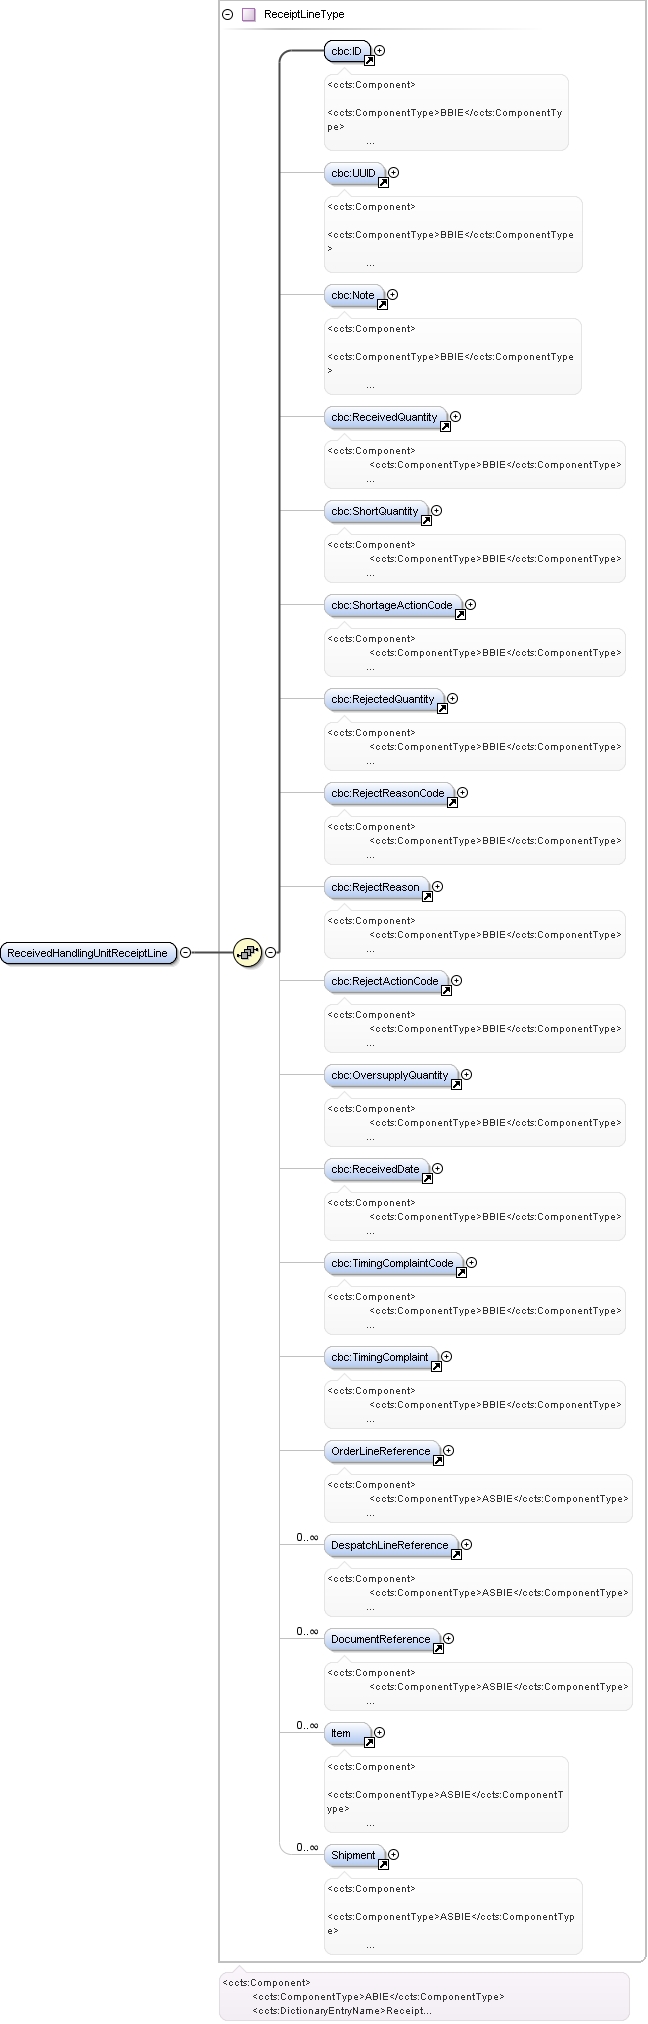 ReceiptLineType
cbc:ID
<ccts:Component>
<ccts:ComponentType>BBIE</ccts:ComponentTy
pe>
...
cbc:UUID
<ccts:Component>
<ccts:ComponentType>BBIE</ccts:ComponentType
>
...
cbc:Note
<ccts:Component>
<ccts:ComponentType>BBIE</ccts:ComponentType
>
...
cbc:ReceivedQuantity
<ccts:Component>
<ccts:ComponentType>BBIE</ccts:ComponentType>
...
cbc:ShortQuantity
<ccts:Component>
<ccts:ComponentType>BBIE</ccts:ComponentType>
...
cbc:ShortageActionCode
<ccts:Component>
<ccts:ComponentType>BBIE</ccts:ComponentType>
...
cbc:RejectedQuantity
<ccts:Component>
<ccts:ComponentType>BBIE</ccts:ComponentType>
...
cbc:RejectReasonCode
<ccts:Component>
<ccts:ComponentType>BBIE</ccts:ComponentType>
...
cbc:RejectReason
<ccts:Component>
<ccts:ComponentType>BBIE</ccts:ComponentType>
...
ReceivedHandlingUnitReceiptLine
cbc:RejectActionCode
<ccts:Component>
<ccts:ComponentType>BBIE</ccts:ComponentType>
...
cbc:OversupplyQuantity
<ccts:Component>
<ccts:ComponentType>BBIE</ccts:ComponentType>
...
cbc:ReceivedDate
<ccts:Component>
<ccts:ComponentType>BBIE</ccts:ComponentType>
...
cbc:TimingComplaintCode
<ccts:Component>
<ccts:ComponentType>BBIE</ccts:ComponentType>
...
cbc:TimingComplaint
<ccts:Component>
<ccts:ComponentType>BBIE</ccts:ComponentType>
...
OrderLineReference
<ccts:Component>
<ccts:ComponentType>ASBIE</ccts:ComponentType>
...
0..∞ DespatchLineReference
<ccts:Component>
<ccts:ComponentType>ASBIE</ccts:ComponentType>
...
0..∞ DocumentReference
<ccts:Component>
<ccts:ComponentType>ASBIE</ccts:ComponentType>
...
0..∞ Item
<ccts:Component>
<ccts:ComponentType>ASBIE</ccts:ComponentT
ype>
...
0..∞ Shipment
<ccts:Component>
<ccts:ComponentType>ASBIE</ccts:ComponentTyp
e>
...
<ccts:Component>
<ccts:ComponentType>ABIE</ccts:ComponentType>
<ccts:DictionaryEntryName>Receipt...